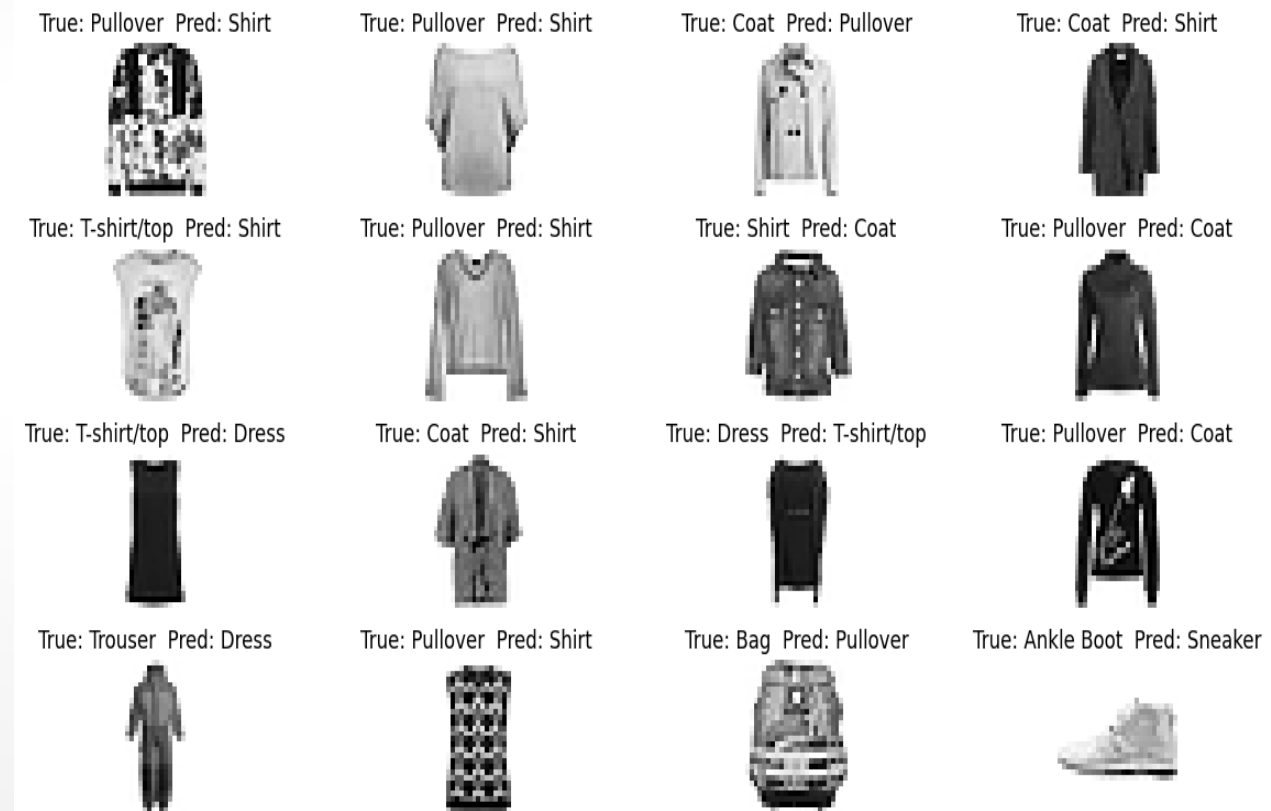 True: Pullover Pred: Shirt
True: Pullover Pred: Shirt
True: Coat Pred: Pullover
True: Coat Pred: Shirt
True: T-shirt/top Pred: Shirt
True: Pullover Pred: Shirt
True: Shirt Pred: Coat
True: Pullover Pred: Coat
True: T-shirt/top Pred: Dress
True: Coat Pred: Shirt
True: Dress Pred: T-shirt/top
True: Pullover Pred: Coat
True: Trouser Pred: Dress
True: Pullover Pred: Shirt
True: Bag Pred: Pullover
True: Ankle Boot Pred: Sneaker